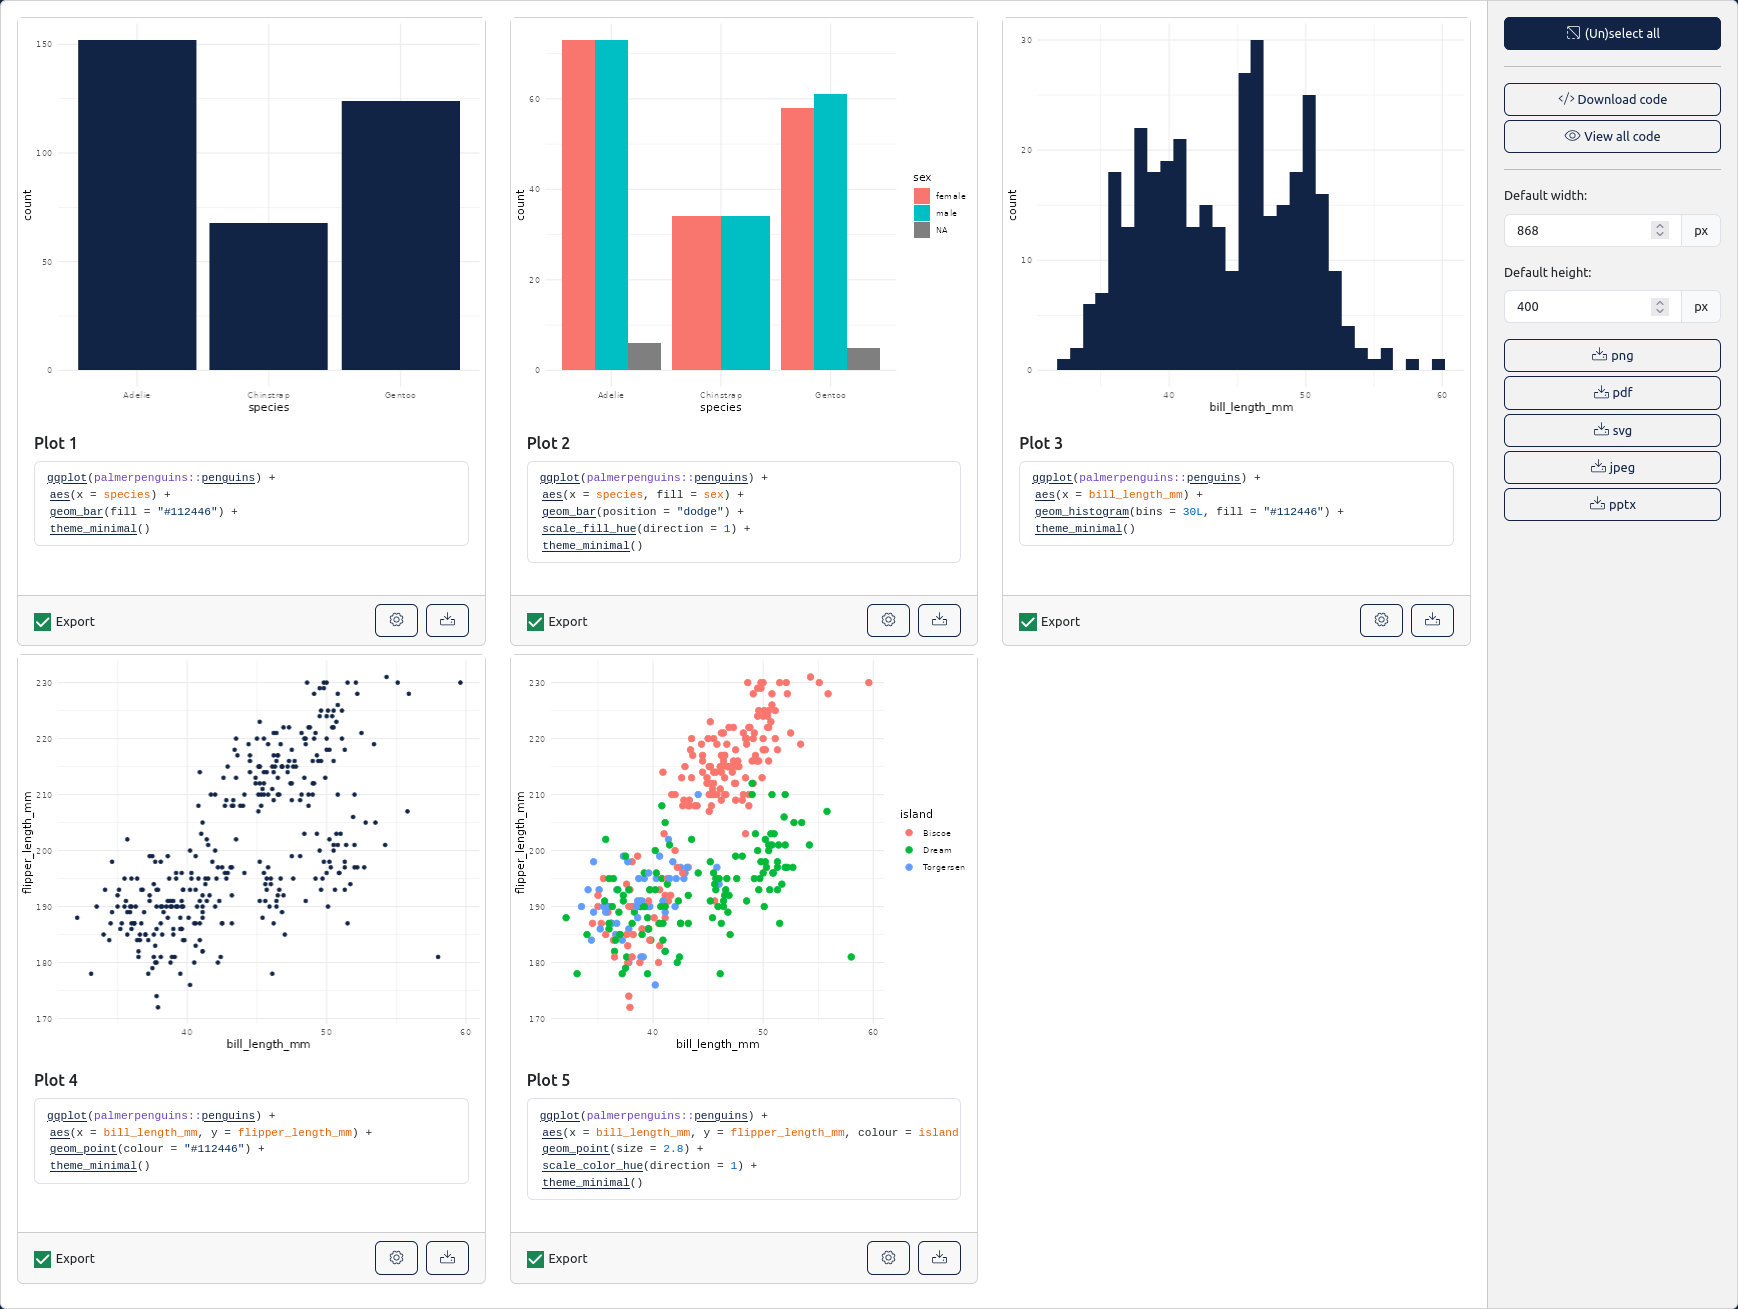 150
100
50
0
count
Adelie
Chinstrap
Gentoo
species
Plot 1
ggplot(palmerpenguins::penguins) +
aes(x = species) +
geom_bar(fill = "#112446") +
theme_minimal()
Export
60
40
20
0
count
Adelie
Chinstrap
Gentoo
species
sex
female
male
NA
Plot 2
ggplot(palmerpenguins::penguins) +
aes(x = species, fill = sex) +
geom_bar(position = "dodge") +
scale_fill_hue(direction = 1) +
theme_minimal()
Export
30
20
10
0
count
40
50
60
bill_length_mm
Plot 3
ggplot(palmerpenguins::penguins) +
aes(x = bill_length_mm) +
geom_histogram(bins = 30L, fill = "#112446") +
theme_minimal()
Export
230
220
210
200
190
180
170
flipper_length_mm
40
50
60
bill_length_mm
Plot 4
ggplot(palmerpenguins::penguins) +
aes(x = bill_length_mm, y = flipper_length_mm) +
geom_point(colour = "#112446") +
theme_minimal()
Export
230
220
210
200
190
180
170
flipper_length_mm
40
50
60
bill_length_mm
island
Biscoe
Dream
Torgersen
Plot 5
ggplot(palmerpenguins::penguins) +
aes(x = bill_length_mm, y = flipper_length_mm, colour = island
geom_point(size = 2.8) +
scale_color_hue(direction = 1) +
theme_minimal()
Export
(Un)select all
</> Download code
View all code
Default width:
868 px
Default height:
400 px
png
pdf
svg
jpeg
pptx